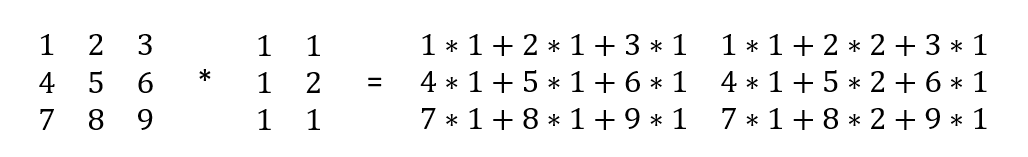 1 2 3 1 1 1 ∗ 1 + 2 ∗ 1 + 3 ∗ 1 1 ∗ 1 + 2 ∗ 2 + 3 ∗ 1
4 5 6 * 1 2 = 4 ∗ 1 + 5 ∗ 1 + 6 ∗ 1 4 ∗ 1 + 5 ∗ 2 + 6 ∗ 1
7 8 9 1 1 7 ∗ 1 + 8 ∗ 1 + 9 ∗ 1 7 ∗ 1 + 8 ∗ 2 + 9 ∗ 1